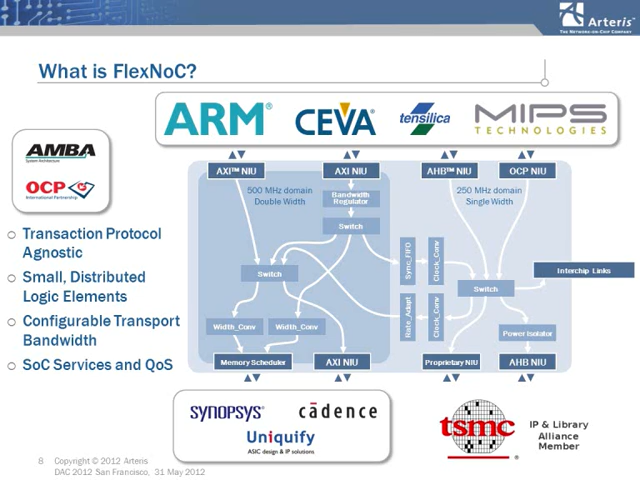 Arteris
THE NETWORK-ON-CHIP COMPANY
What is FlexNoC?
ARM®
CEVA®
tensilica
MIPS
TECHNOLOGIES
AMBA
System Architecture
OCP
International Partnership
AXI™ NIU
AXI NIU
AHB™ NIU
OCP NIU
500 MHz domain
Double Width
Bandwidth
Regulator
250 MHz domain
Single Width
Switch
Sync_FIFO
Clock_Conv
Switch
Interchip Links
Switch
Rate_Adapt
Clock_Conv
Width_Conv
Width_Conv
Power Isolator
Memory Scheduler
AXI NIU
Proprietary NIU
AHB NIU
Transaction Protocol
Agnostic
Small, Distributed
Logic Elements
Configurable Transport
Bandwidth
SoC Services and QoS
SYNOPSYS®
cādence
Uniquify
ASIC design & IP solutions
tsmc®
IP & Library
Alliance
Member
8 Copyright © 2012 Arteris
DAC 2012 San Francisco, 31 May 2012